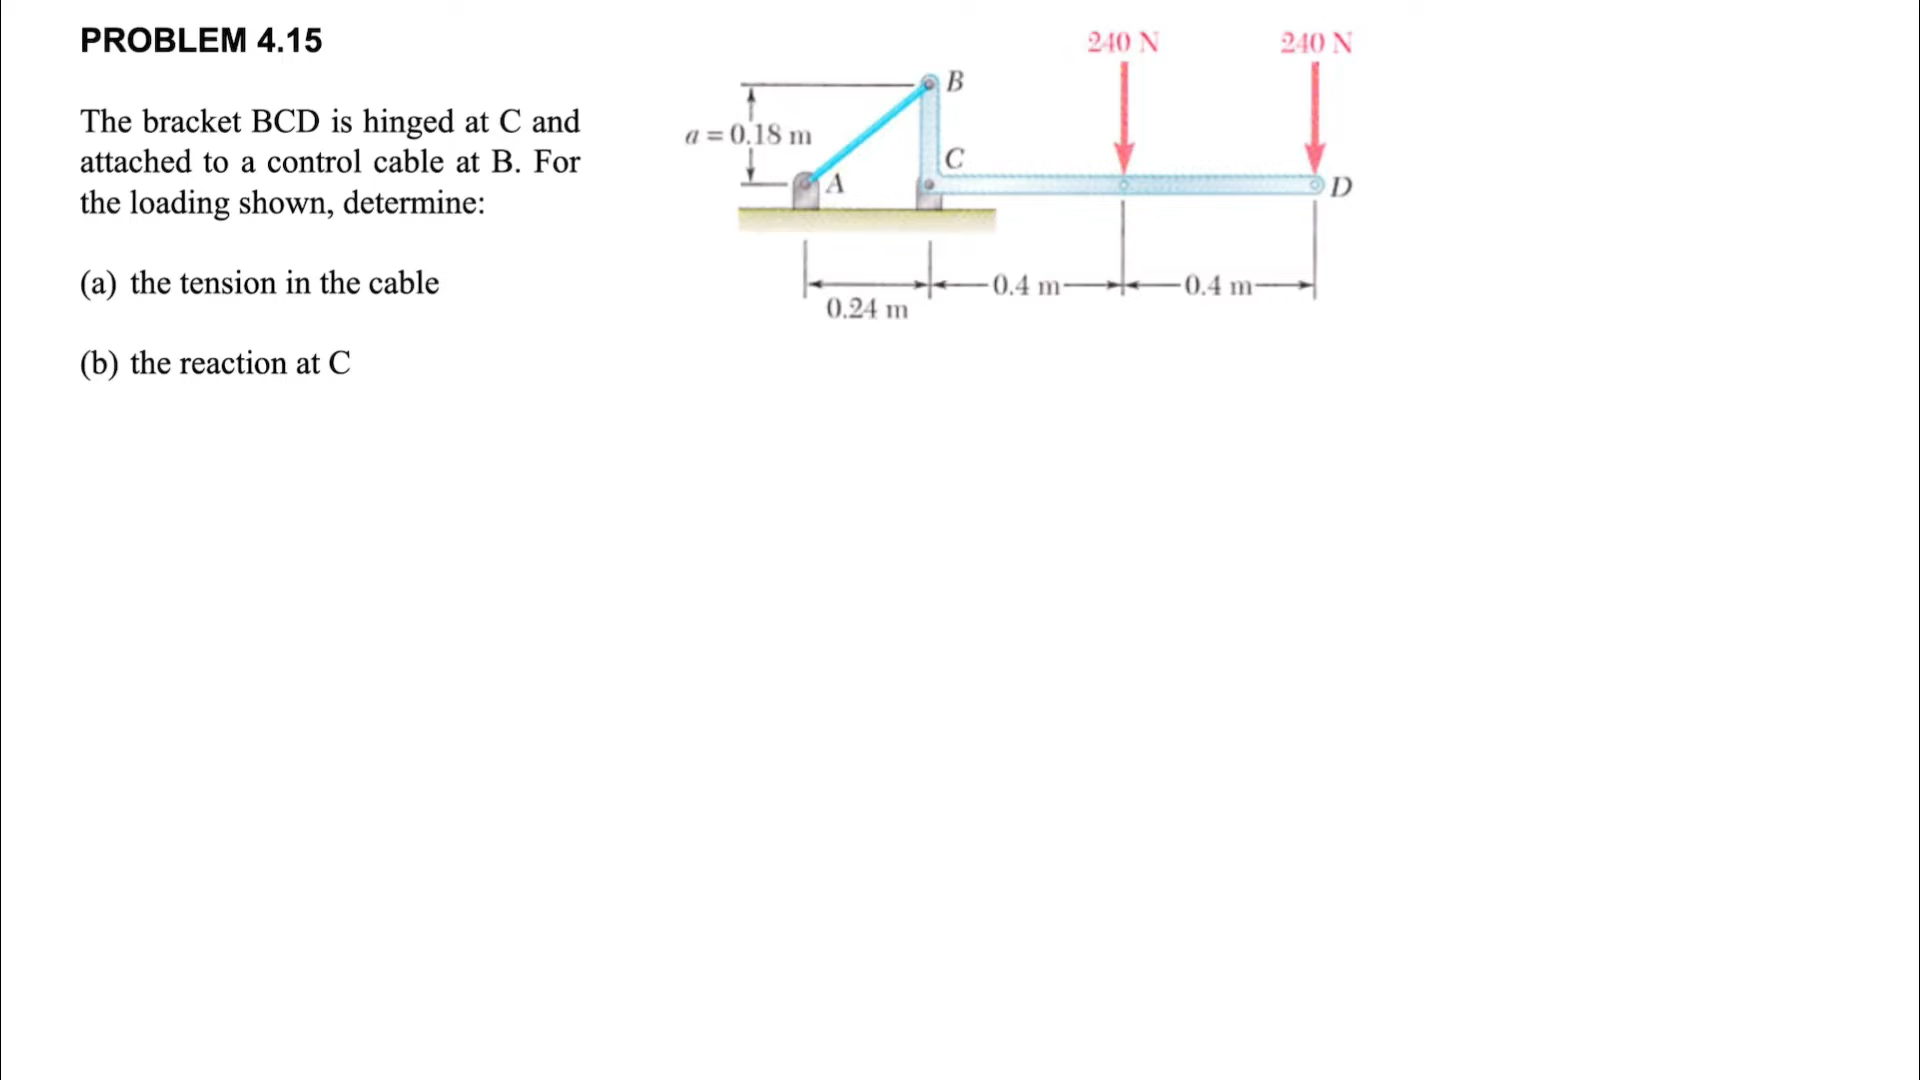 PROBLEM 4.15
The bracket BCD is hinged at C and
attached to a control cable at B. For
the loading shown, determine:
(a) the tension in the cable
(b) the reaction at C
240 N
240 N
B
a = 0.18 m
C
A
D
0.4 m
0.4 m
0.24 m